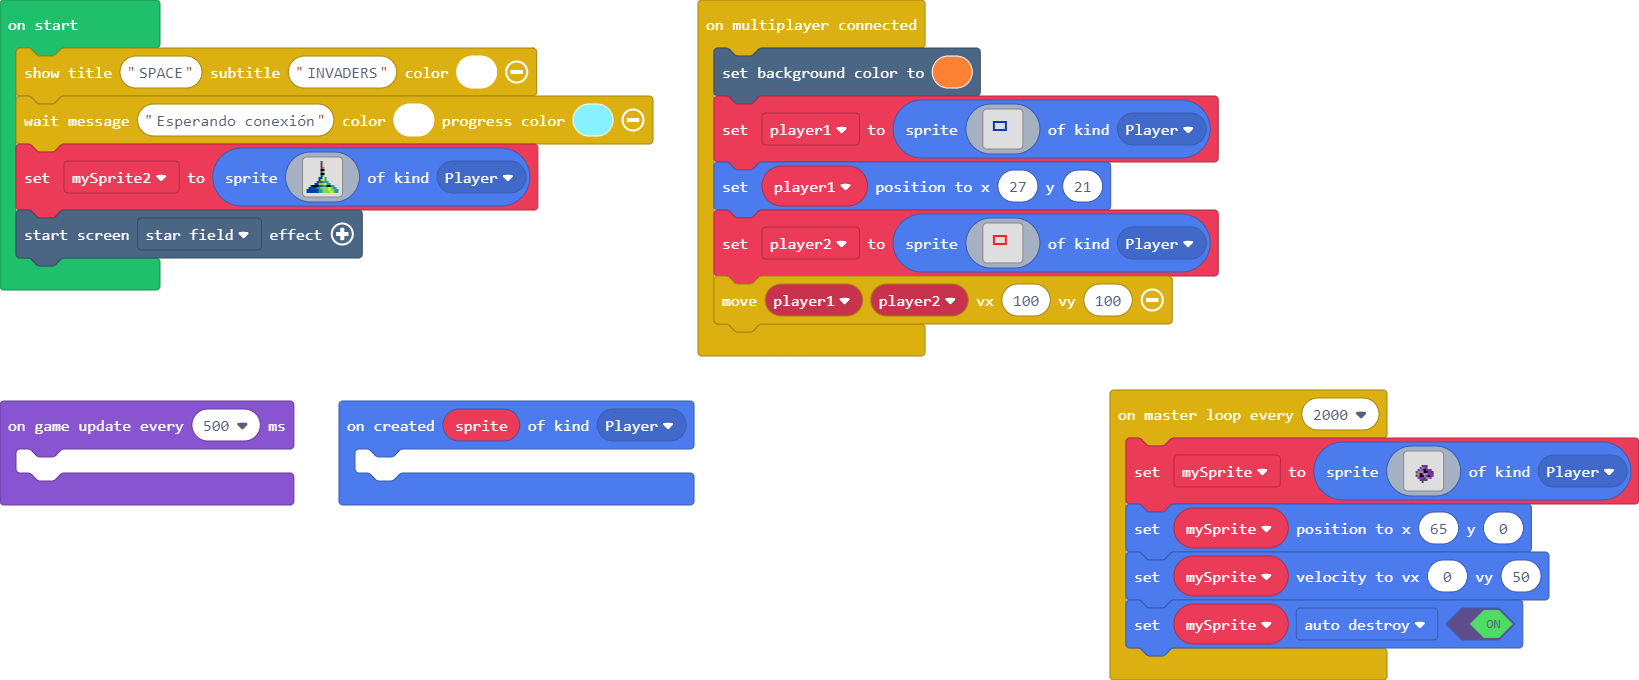 on start
show title "SPACE" subtitle "INVADERS" color
wait message "Esperando conexión" color progress color
set mySprite2 to sprite of kind Player
start screen star field effect
on multiplayer connected
set background color to
set player1 to sprite of kind Player
set player1 position to x 27 y 21
set player2 to sprite of kind Player
move player1 player2 vx 100 vy 100
on game update every 500 ms
on created sprite of kind Player
on master loop every 2000
set mySprite to sprite of kind Player
set mySprite position to x 65 y 0
set mySprite velocity to vx 0 vy 50
set mySprite auto destroy ON